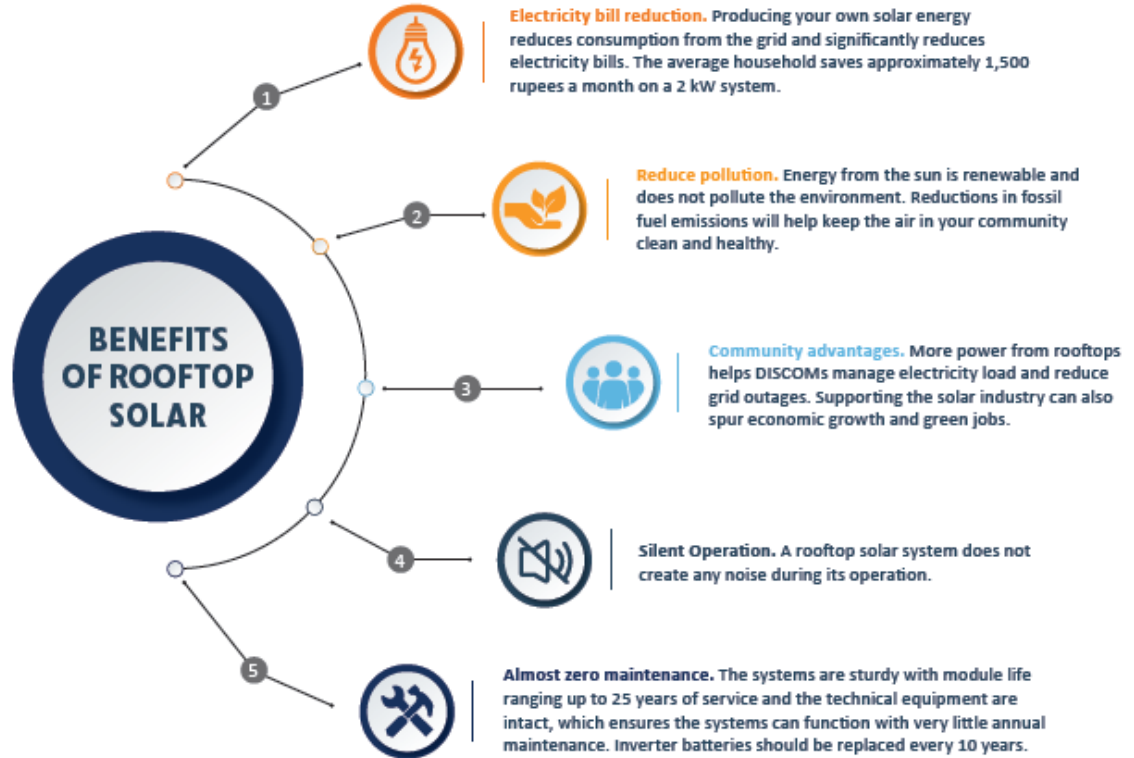 BENEFITS
OF ROOFTOP
SOLAR
1
Electricity bill reduction. Producing your own solar energy
reduces consumption from the grid and significantly reduces
electricity bills. The average household saves approximately 1,500
rupees a month on a 2 kW system.
2
Reduce pollution. Energy from the sun is renewable and
does not pollute the environment. Reductions in fossil
fuel emissions will help keep the air in your community
clean and healthy.
3
Community advantages. More power from rooftops
helps DISCOMs manage electricity load and reduce
grid outages. Supporting the solar industry can also
spur economic growth and green jobs.
4
Silent Operation. A rooftop solar system does not
create any noise during its operation.
5
Almost zero maintenance. The systems are sturdy with module life
ranging up to 25 years of service and the technical equipment are
intact, which ensures the systems can function with very little annual
maintenance. Inverter batteries should be replaced every 10 years.